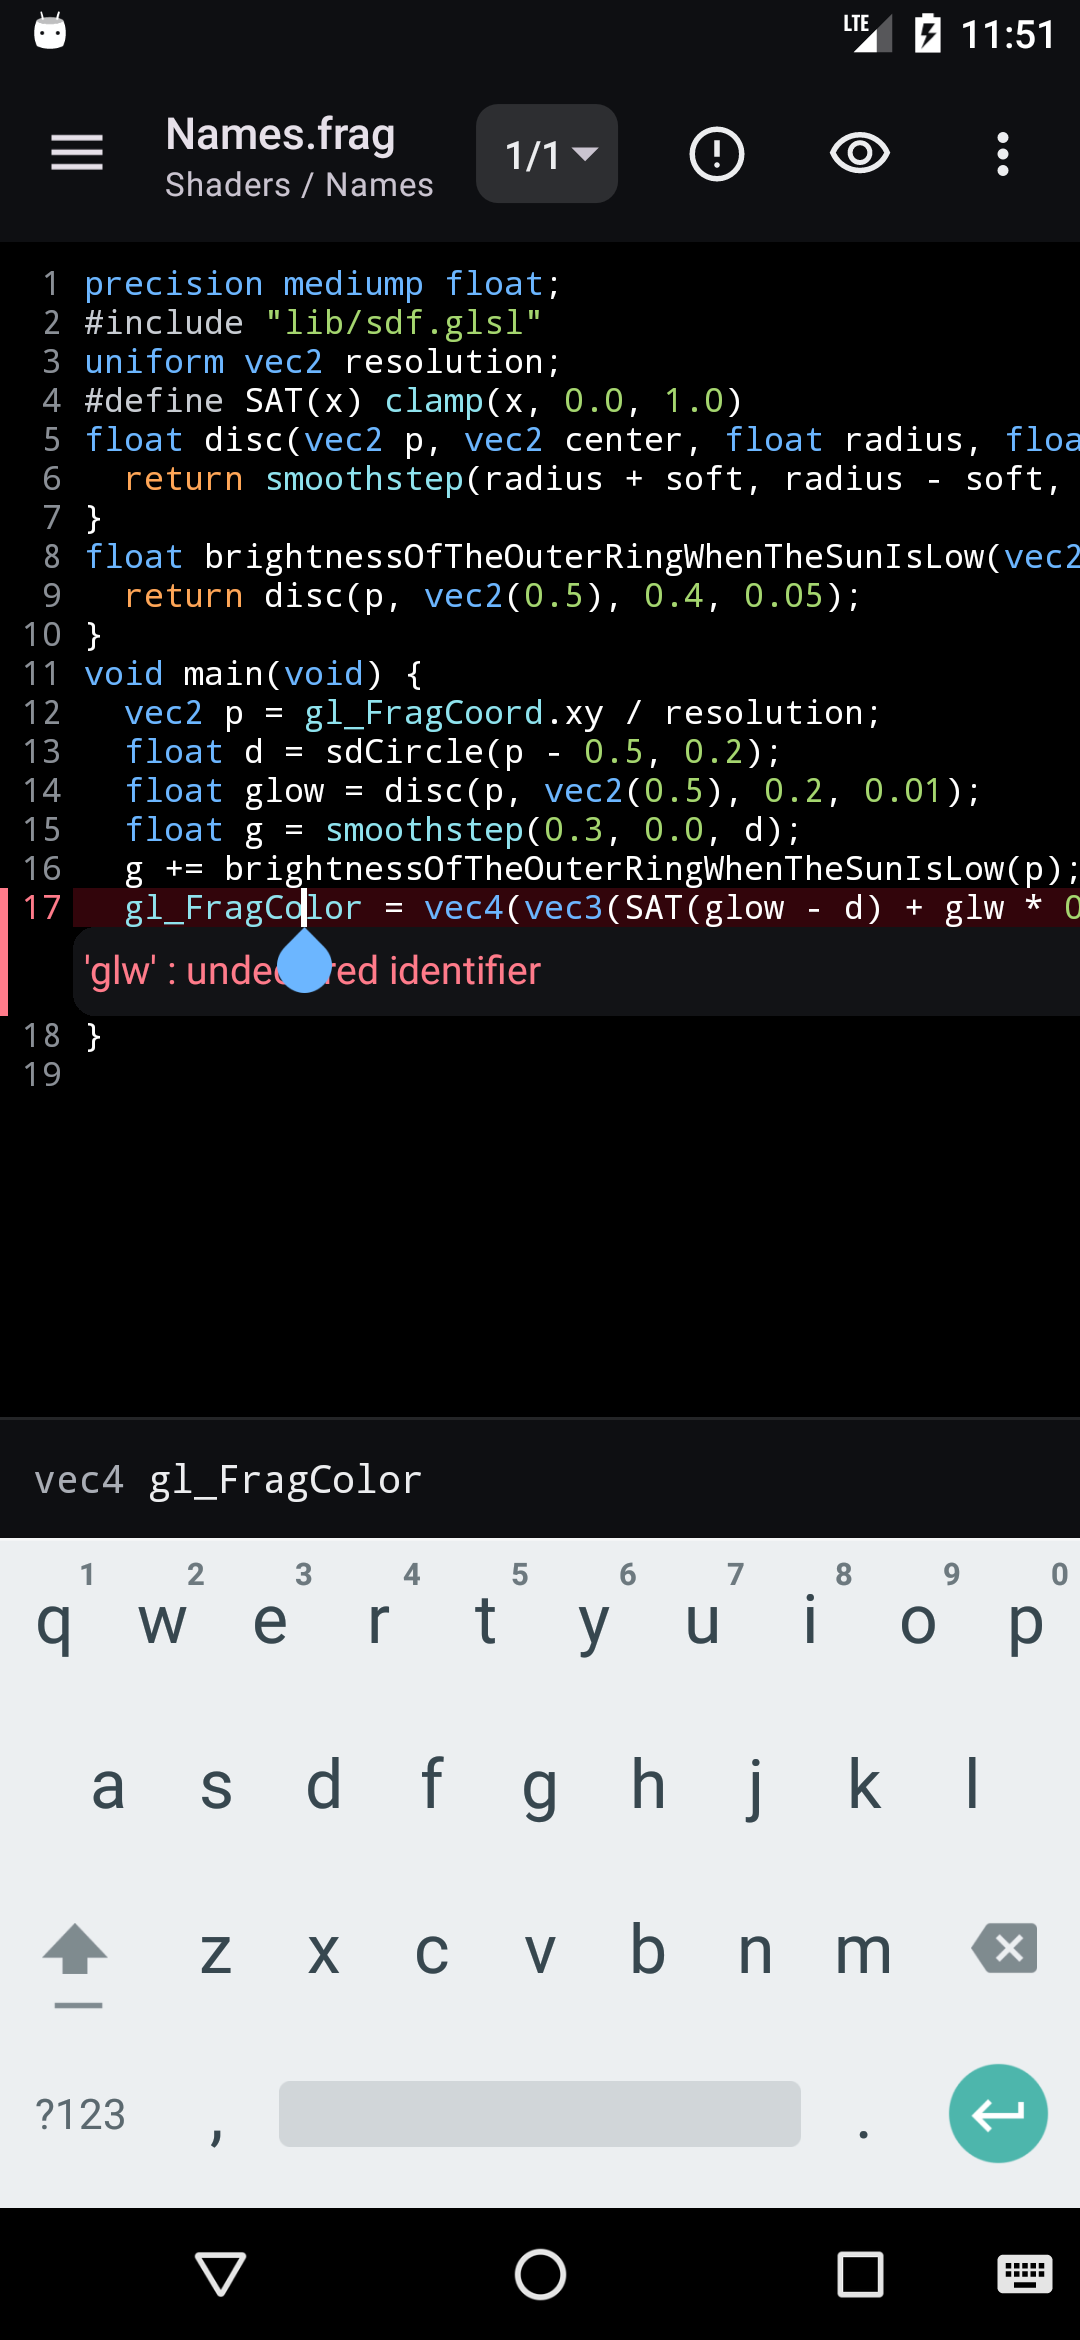 LTE 11:51
Names.frag
Shaders / Names
1/1
1 precision mediump float;
2 #include "lib/sdf.glsl"
3 uniform vec2 resolution;
4 #define SAT(x) clamp(x, 0.0, 1.0)
5 float disc(vec2 p, vec2 center, float radius, floa
6 return smoothstep(radius + soft, radius - soft,
7 }
8 float brightnessOfTheOuterRingWhenTheSunIsLow(vec2
9 return disc(p, vec2(0.5), 0.4, 0.05);
10 }
11 void main(void) {
12 vec2 p = gl_FragCoord.xy / resolution;
13 float d = sdCircle(p - 0.5, 0.2);
14 float glow = disc(p, vec2(0.5), 0.2, 0.01);
15 float g = smoothstep(0.3, 0.0, d);
16 g += brightnessOfTheOuterRingWhenTheSunIsLow(p);
17 gl_FragColor = vec4(vec3(SAT(glow - d) + glw * 0
'glw' : identifier
18 }
19
vec4 gl_FragColor
1 2 3 4 5 6 7 8 9 0
q w e r t y u i o p
a s d f g h j k l
z x c v b n m
?123 , .